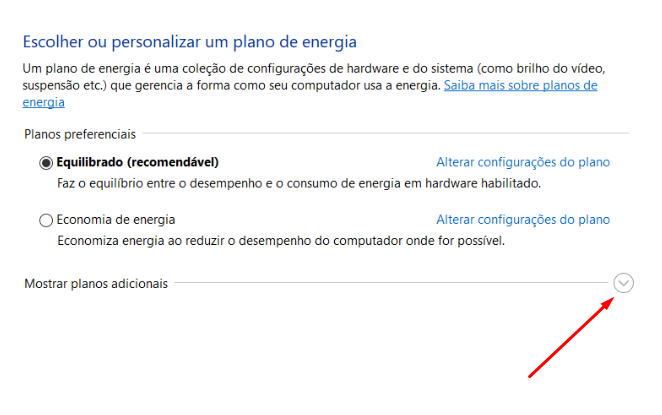 Escolher ou personalizar um plano de energia
Um plano de energia é uma coleção de configurações de hardware e do sistema (como brilho do vídeo,
suspensão etc.) que gerencia a forma como seu computador usa a energia. Saiba mais sobre planos de
energia
Planos preferenciais
Equilibrado (recomendável) Alterar configurações do plano
Faz o equilíbrio entre o desempenho e o consumo de energia em hardware habilitado.
Economia de energia Alterar configurações do plano
Economiza energia ao reduzir o desempenho do computador onde for possível.
Mostrar planos adicionais